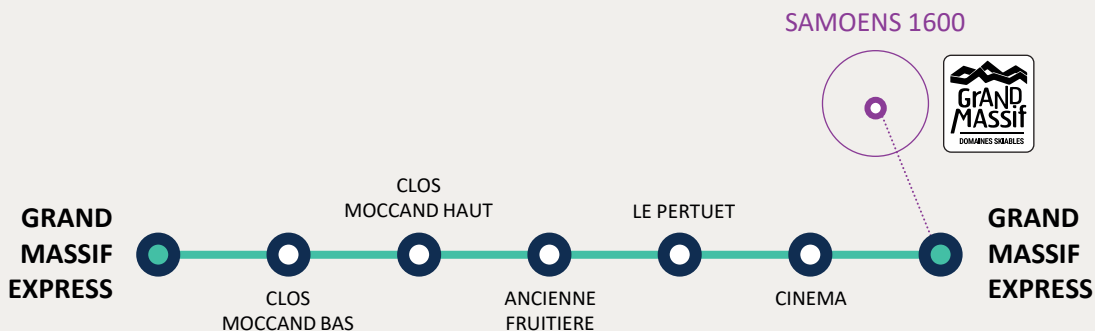 SAMOENS 1600
GrAND
MASSif
DOMAINES SKIABLES
GRAND
MASSIF
EXPRESS
CLOS
MOCCAND BAS
CLOS
MOCCAND HAUT
ANCIENNE
FRUITIERE
LE PERTUET
CINEMA
GRAND
MASSIF
EXPRESS